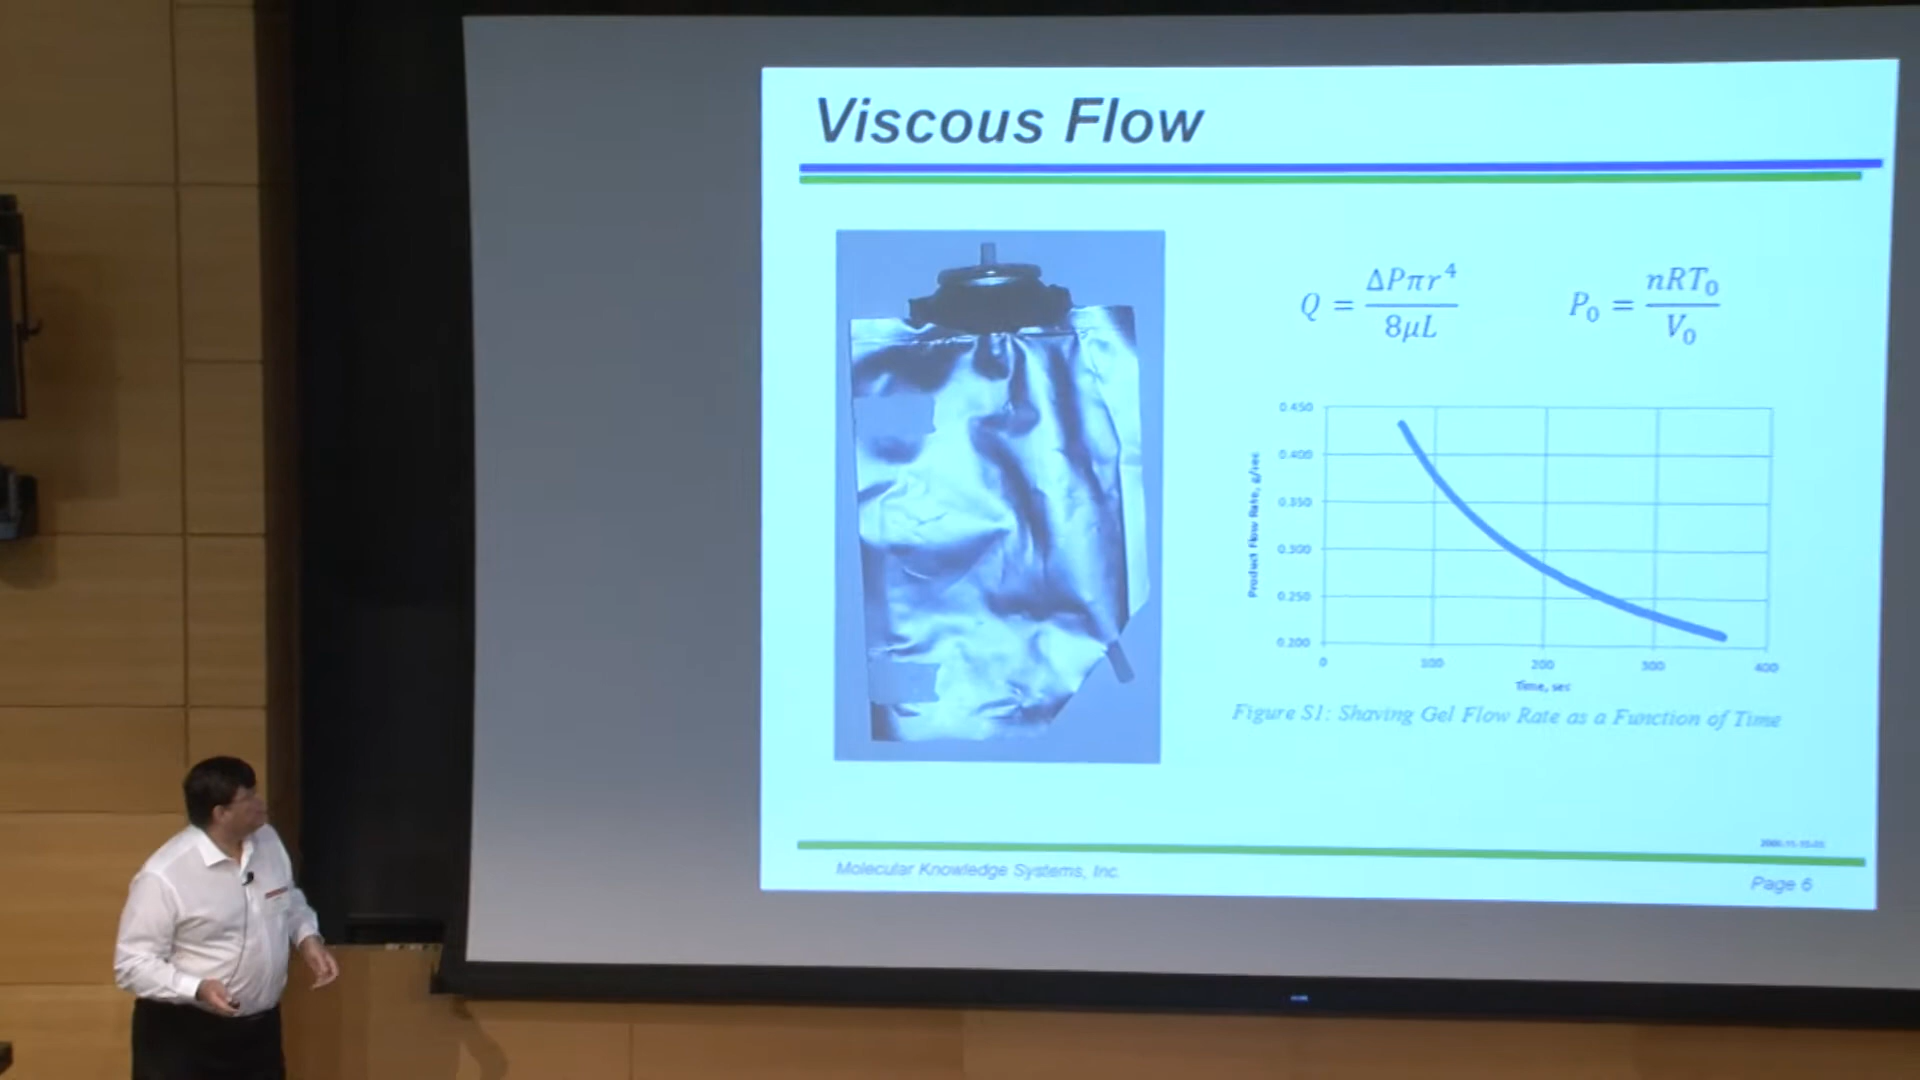 Viscous Flow
Q = ΔPπr⁴ / 8μL
P₀ = nRT₀ / V₀
0.450
0.400
0.350
0.300
0.250
0.200
Product Flow Rate, g/sec
0 100 200 300 400
Time, sec
Figure S1: Shaving Gel Flow Rate as a Function of Time
Molecular Knowledge Systems, Inc.
Page 6